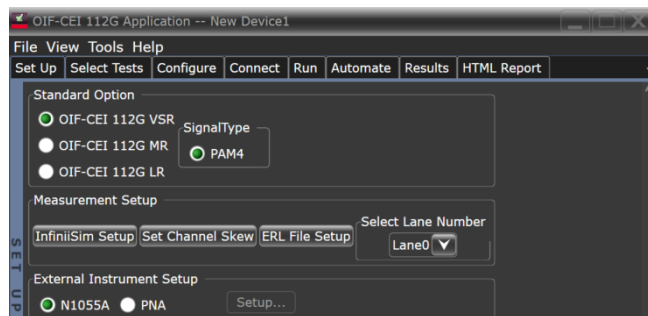 OIF-CEI 112G Application -- New Device1
File View Tools Help
Set Up Select Tests Configure Connect Run Automate Results HTML Report
Standard Option
OIF-CEI 112G VSR
SignalType
OIF-CEI 112G MR
PAM4
OIF-CEI 112G LR
Measurement Setup
Select Lane Number
InfiniiSim Setup Set Channel Skew ERL File Setup Lane0
External Instrument Setup
N1055A PNA Setup...
SET UP